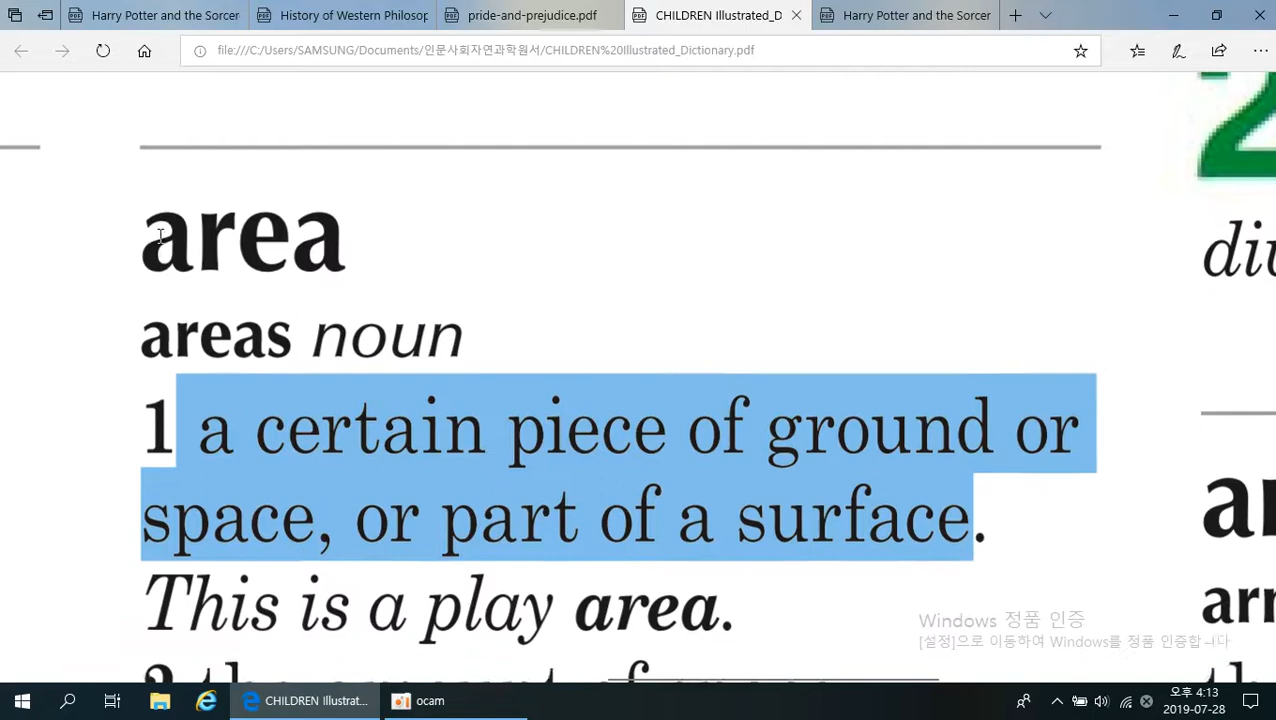 Harry Potter and the Sorcer
History of Western Philosop
pride-and-prejudice.pdf
CHILDREN Illustrated_D
Harry Potter and the Sorcer
file:///C:/Users/SAMSUNG/Documents/인문사회자연과학원서/CHILDREN%20Illustrated_Dictionary.pdf
area
areas noun
1 a certain piece of ground or
space, or part of a surface.
This is a play area.
div
ar
arr
Windows 정품 인증
[설정]으로 이동하여 Windows를 정품 인증합니다
CHILDREN Illustrat...
ocam
오후 4:13
2019-07-28